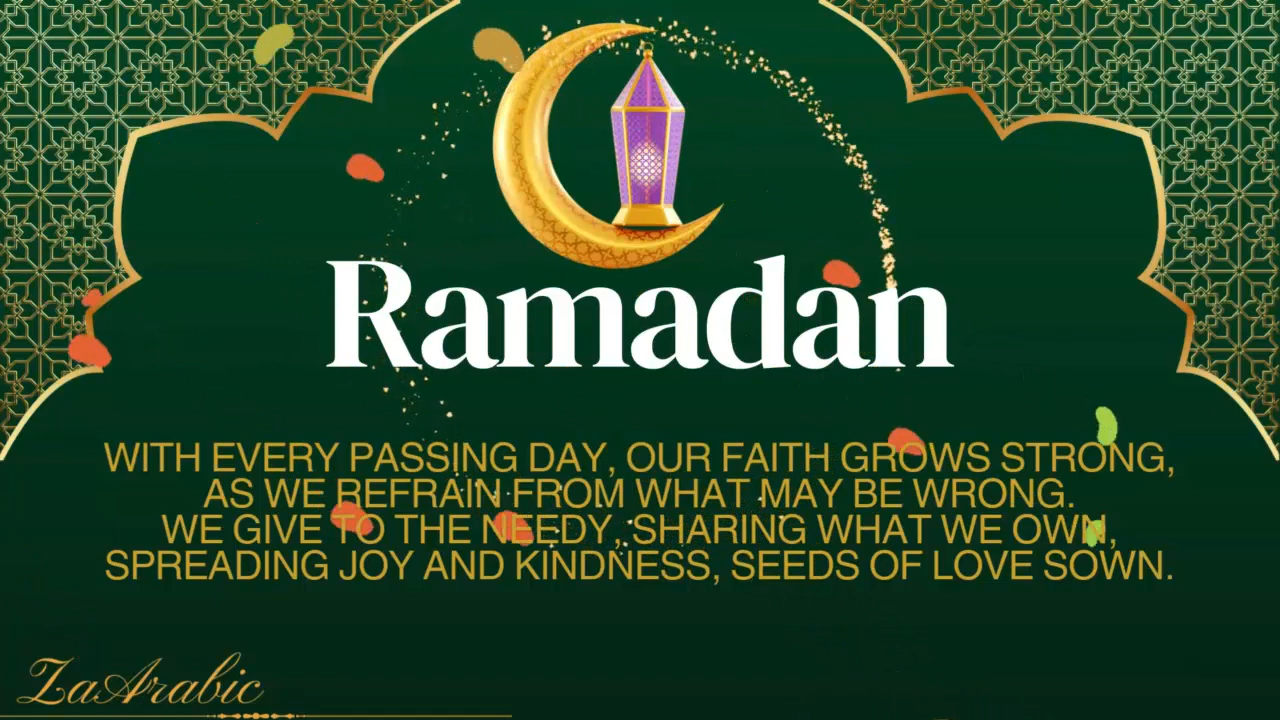 Ramadan
WITH EVERY PASSING DAY, OUR FAITH GROWS STRONG,
AS WE REFRAIN FROM WHAT MAY BE WRONG.
WE GIVE TO THE NEEDY, SHARING WHAT WE OWN,
SPREADING JOY AND KINDNESS, SEEDS OF LOVE SOWN.
ZaArabic